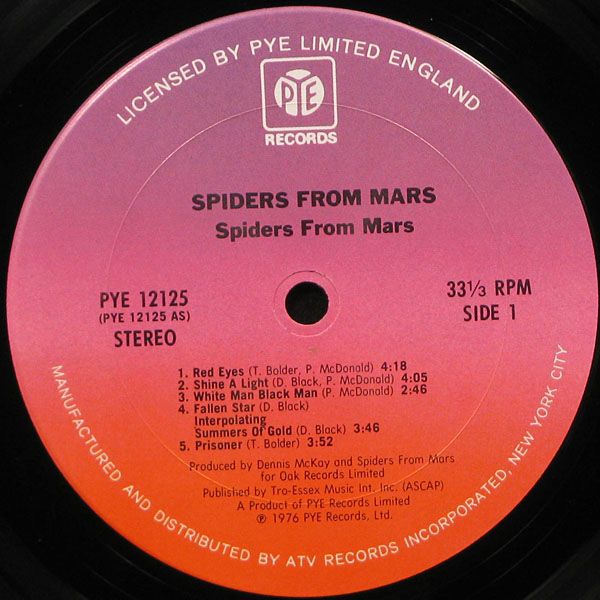 LICENSED BY PYE LIMITED ENGLAND
PYE
RECORDS
SPIDERS FROM MARS
Spiders From Mars
PYE 12125
(PYE 12125 AS)
STEREO
33⅓ RPM
SIDE 1
1. Red Eyes (T. Bolder, P. McDonald) 4:18
2. Shine A Light (D. Black, P. McDonald) 4:05
3. White Man Black Man (P. McDonald) 2:46
4. Fallen Star (D. Black)
Interpolating
Summers Of Gold (D. Black) 3:46
5. Prisoner (T. Bolder) 3:52
Produced by Dennis McKay and Spiders From Mars
for Oak Records Limited
Published by Tro-Essex Music Int. Inc. (ASCAP)
A Product of PYE Records Limited
℗ 1976 PYE Records, Ltd.
MANUFACTURED AND DISTRIBUTED BY ATV RECORDS INCORPORATED, NEW YORK CITY